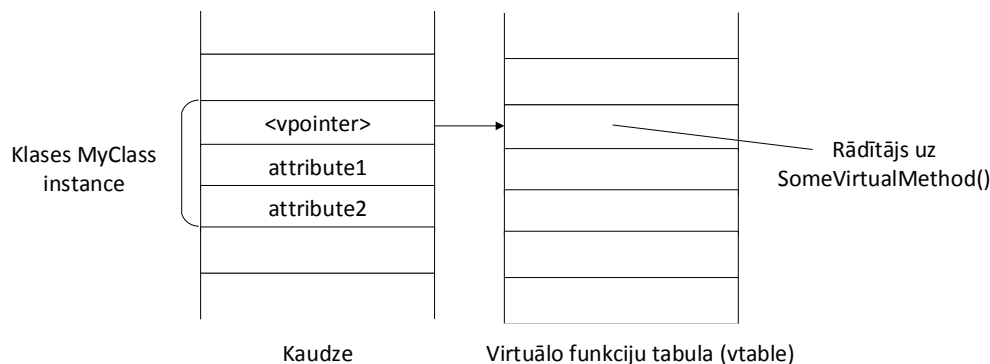 <vpointer>
Klases MyClass
instance
attribute1
attribute2
Rādītājs uz
SomeVirtualMethod()
Kaudze
Virtuālo funkciju tabula (vtable)